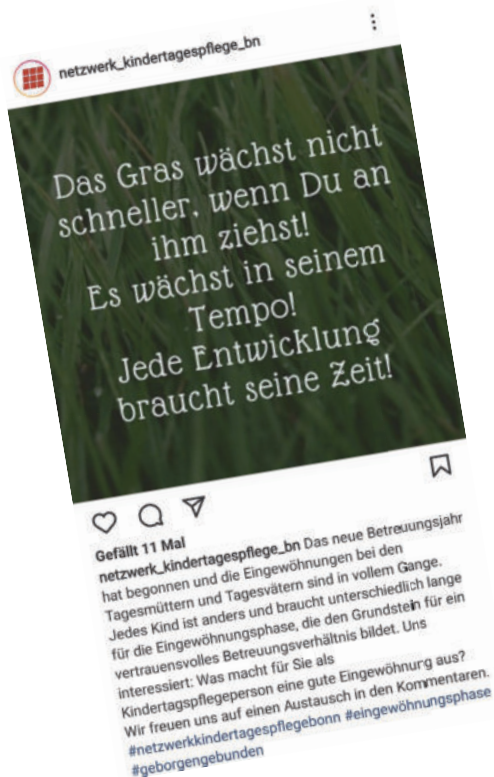 netzwerk_kindertagespflege_bn
Das Gras wächst nicht
schneller, wenn Du an
ihm ziehst!
Es wächst in seinem
Tempo!
Jede Entwicklung
braucht seine Zeit!
Gefällt 11 Mal
netzwerk_kindertagespflege_bn Das neue Betreuungsjahr
hat begonnen und die Eingewöhnungen bei den
Tagesmüttern und Tagesvätern sind in vollem Gange.
Jedes Kind ist anders und braucht unterschiedlich lange
für die Eingewöhnungsphase, die den Grundstein für ein
vertrauensvolles Betreuungsverhältnis bildet. Uns
interessiert: Was macht für Sie als
Kindertagspflegeperson eine gute Eingewöhnung aus?
Wir freuen uns auf einen Austausch in den Kommentaren.
#netzwerkkindertagespflegebonn #eingewöhnungsphase
#geborgengebunden